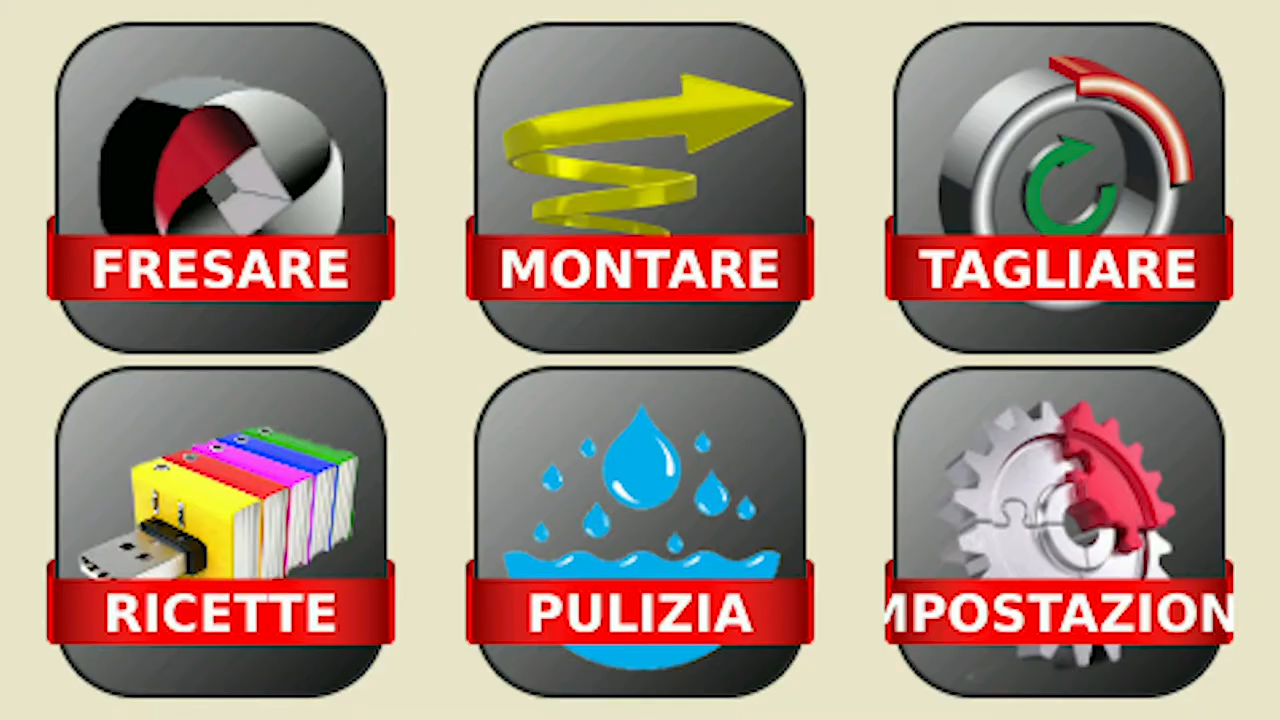 FRESARE
MONTARE
TAGLIARE
RICETTE
PULIZIA
MPOSTAZION